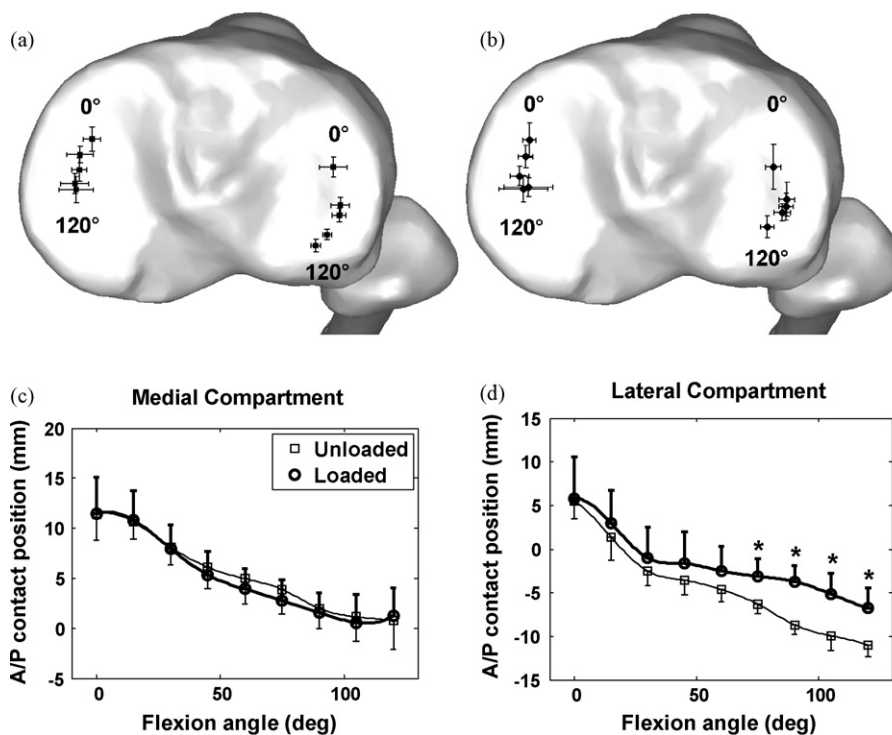 (a)
(b)
0°
0°
120°
120°
0°
0°
120°
120°
(c)
Medial Compartment
A/P contact position (mm)
20
15
10
5
0
-5
Unloaded
Loaded
0
50
100
Flexion angle (deg)
(d)
Lateral Compartment
A/P contact position (mm)
15
10
5
0
-5
-10
-15
* * * *
0
50
100
Flexion angle (deg)